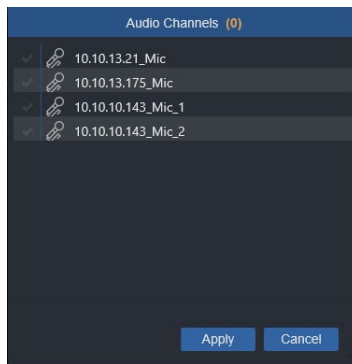 Audio Channels (0)
10.10.13.21_Mic
10.10.13.175_Mic
10.10.10.143_Mic_1
10.10.10.143_Mic_2
Apply Cancel